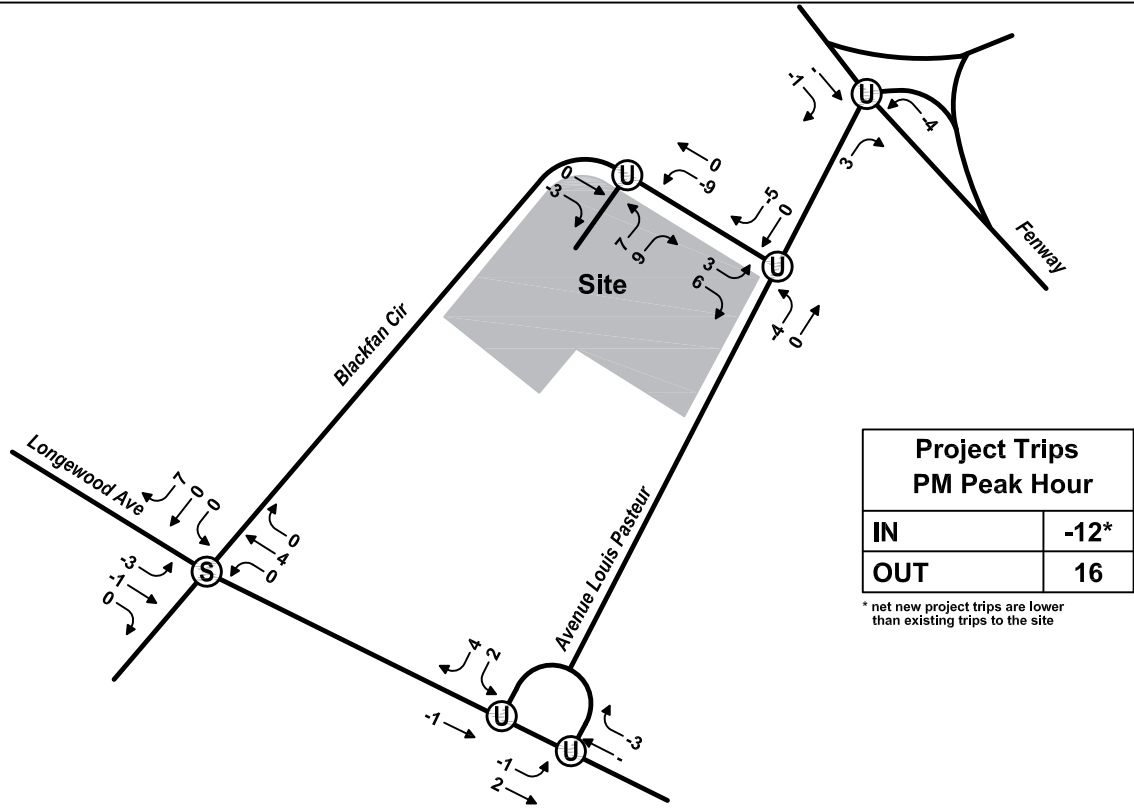 -1
-
U
-4
3
Fenway
0
-9
0
-3
U
-5
0
7
9
3
6
U
-4
0
Site
Blackfan Cir
Avenue Louis Pasteur
Longewood Ave
7
0
0
-3
-1
0
S
0
4
0
4
2
-1
U
-3
-
-1
2
U
Project Trips
PM Peak Hour
IN -12*
OUT 16
* net new project trips are lower
than existing trips to the site